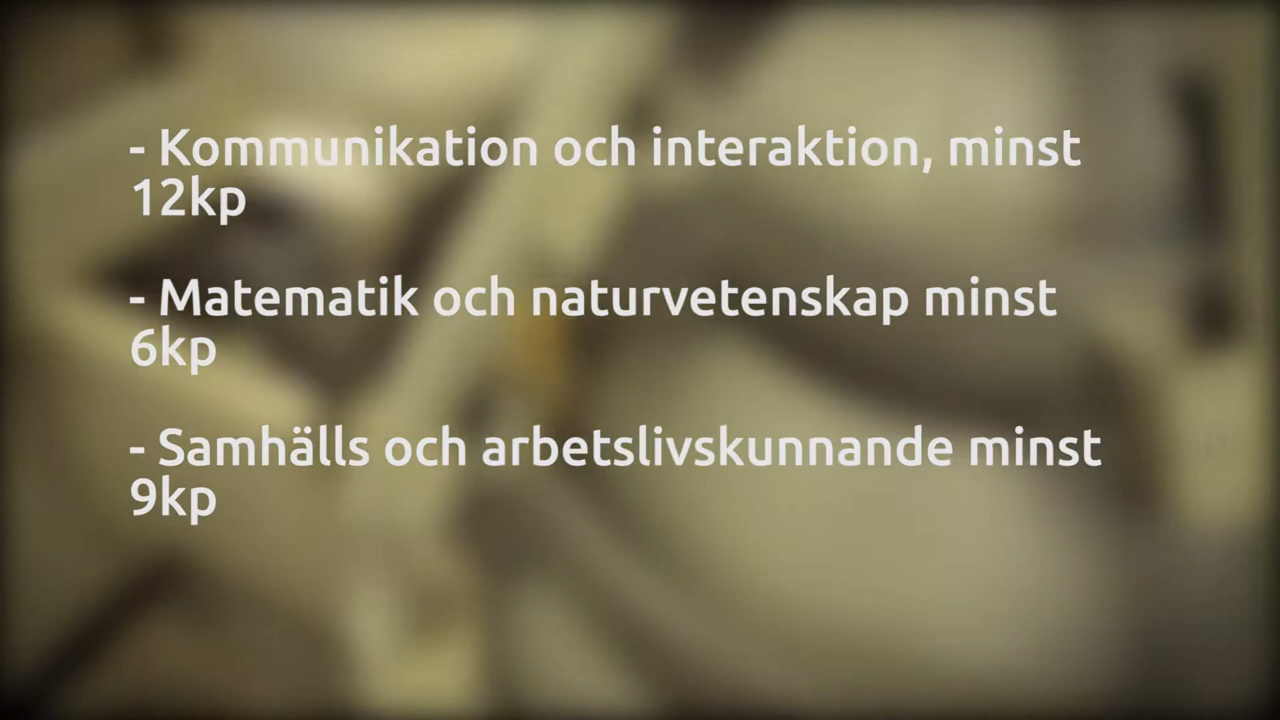 - Kommunikation och interaktion, minst
12kp
- Matematik och naturvetenskap minst
6kp
- Samhälls och arbetslivskunnande minst
9kp